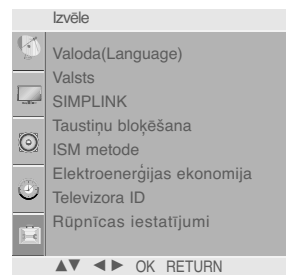 Izvēle
Valoda(Language)
Valsts
SIMPLINK
Taustiņu bloķēšana
ISM metode
Elektroenerģijas ekonomija
Televizora ID
Rūpnīcas iestatījumi
▲▼ ◄► OK RETURN